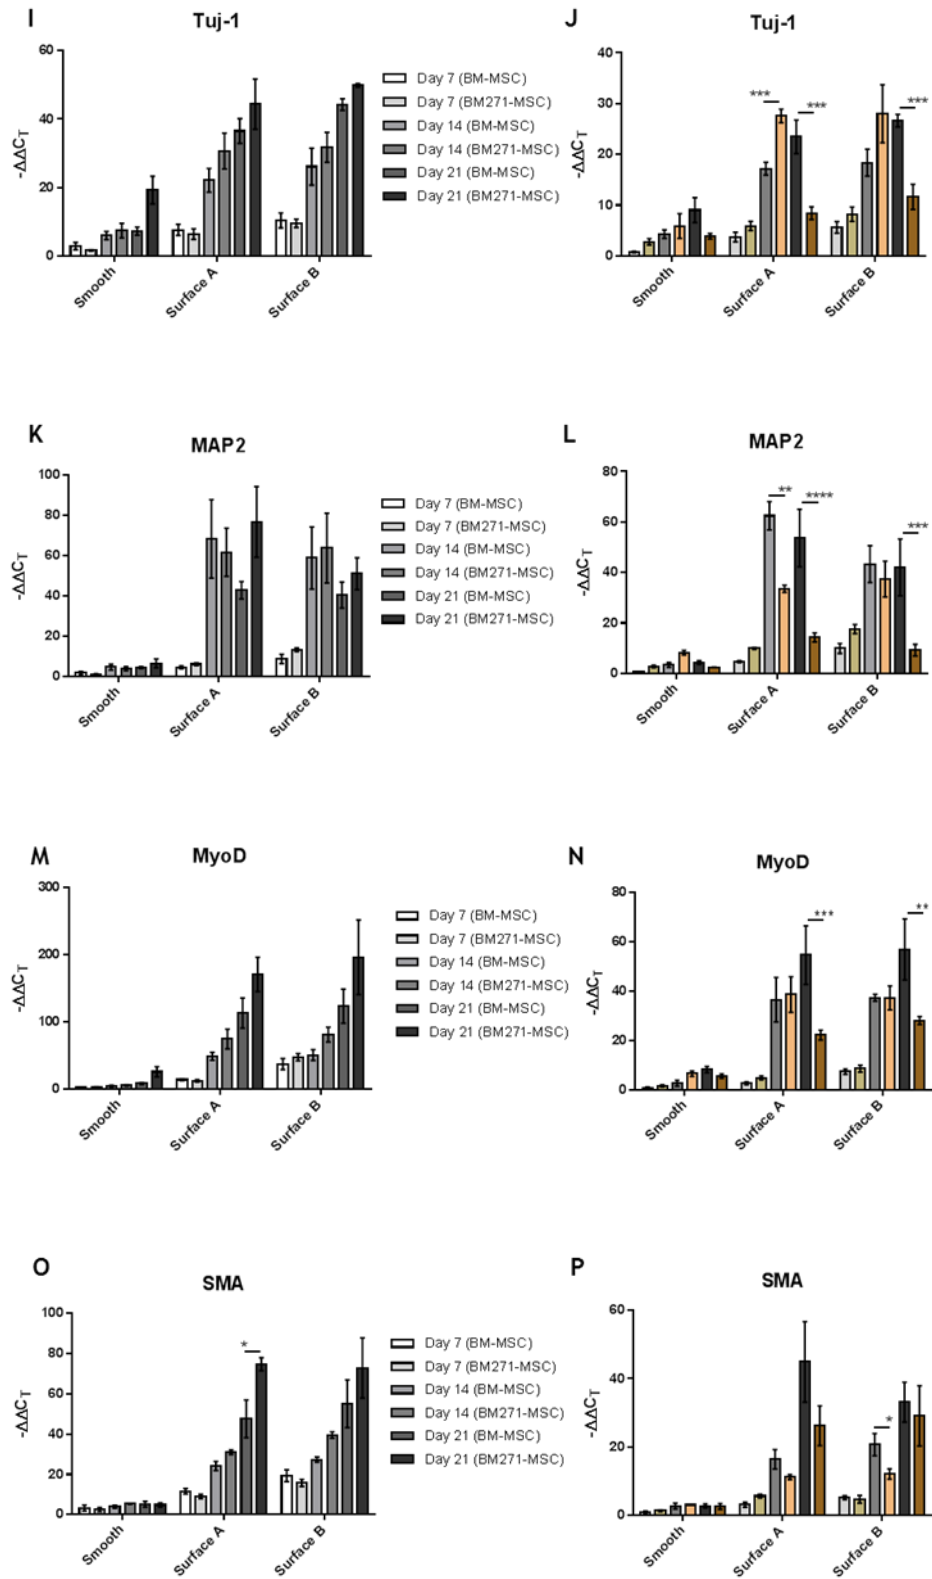 I
Tuj-1
60
40
20
0
-ΔΔC_T
Smooth
Surface A
Surface B
Day 7 (BM-MSC)
Day 7 (BM271-MSC)
Day 14 (BM-MSC)
Day 14 (BM271-MSC)
Day 21 (BM-MSC)
Day 21 (BM271-MSC)
J
Tuj-1
40
30
20
10
0
-ΔΔC_T
***
***
***
Smooth
Surface A
Surface B
K
MAP2
100
80
60
40
20
0
-ΔΔC_T
Smooth
Surface A
Surface B
Day 7 (BM-MSC)
Day 7 (BM271-MSC)
Day 14 (BM-MSC)
Day 14 (BM271-MSC)
Day 21 (BM-MSC)
Day 21 (BM271-MSC)
L
MAP2
80
60
40
20
0
-ΔΔC_T
**
****
***
Smooth
Surface A
Surface B
M
MyoD
300
200
100
0
-ΔΔC_T
Smooth
Surface A
Surface B
Day 7 (BM-MSC)
Day 7 (BM271-MSC)
Day 14 (BM-MSC)
Day 14 (BM271-MSC)
Day 21 (BM-MSC)
Day 21 (BM271-MSC)
N
MyoD
80
60
40
20
0
-ΔΔC_T
***
**
Smooth
Surface A
Surface B
O
SMA
100
80
60
40
20
0
-ΔΔC_T
*
Smooth
Surface A
Surface B
Day 7 (BM-MSC)
Day 7 (BM271-MSC)
Day 14 (BM-MSC)
Day 14 (BM271-MSC)
Day 21 (BM-MSC)
Day 21 (BM271-MSC)
P
SMA
60
40
20
0
-ΔΔC_T
*
Smooth
Surface A
Surface B